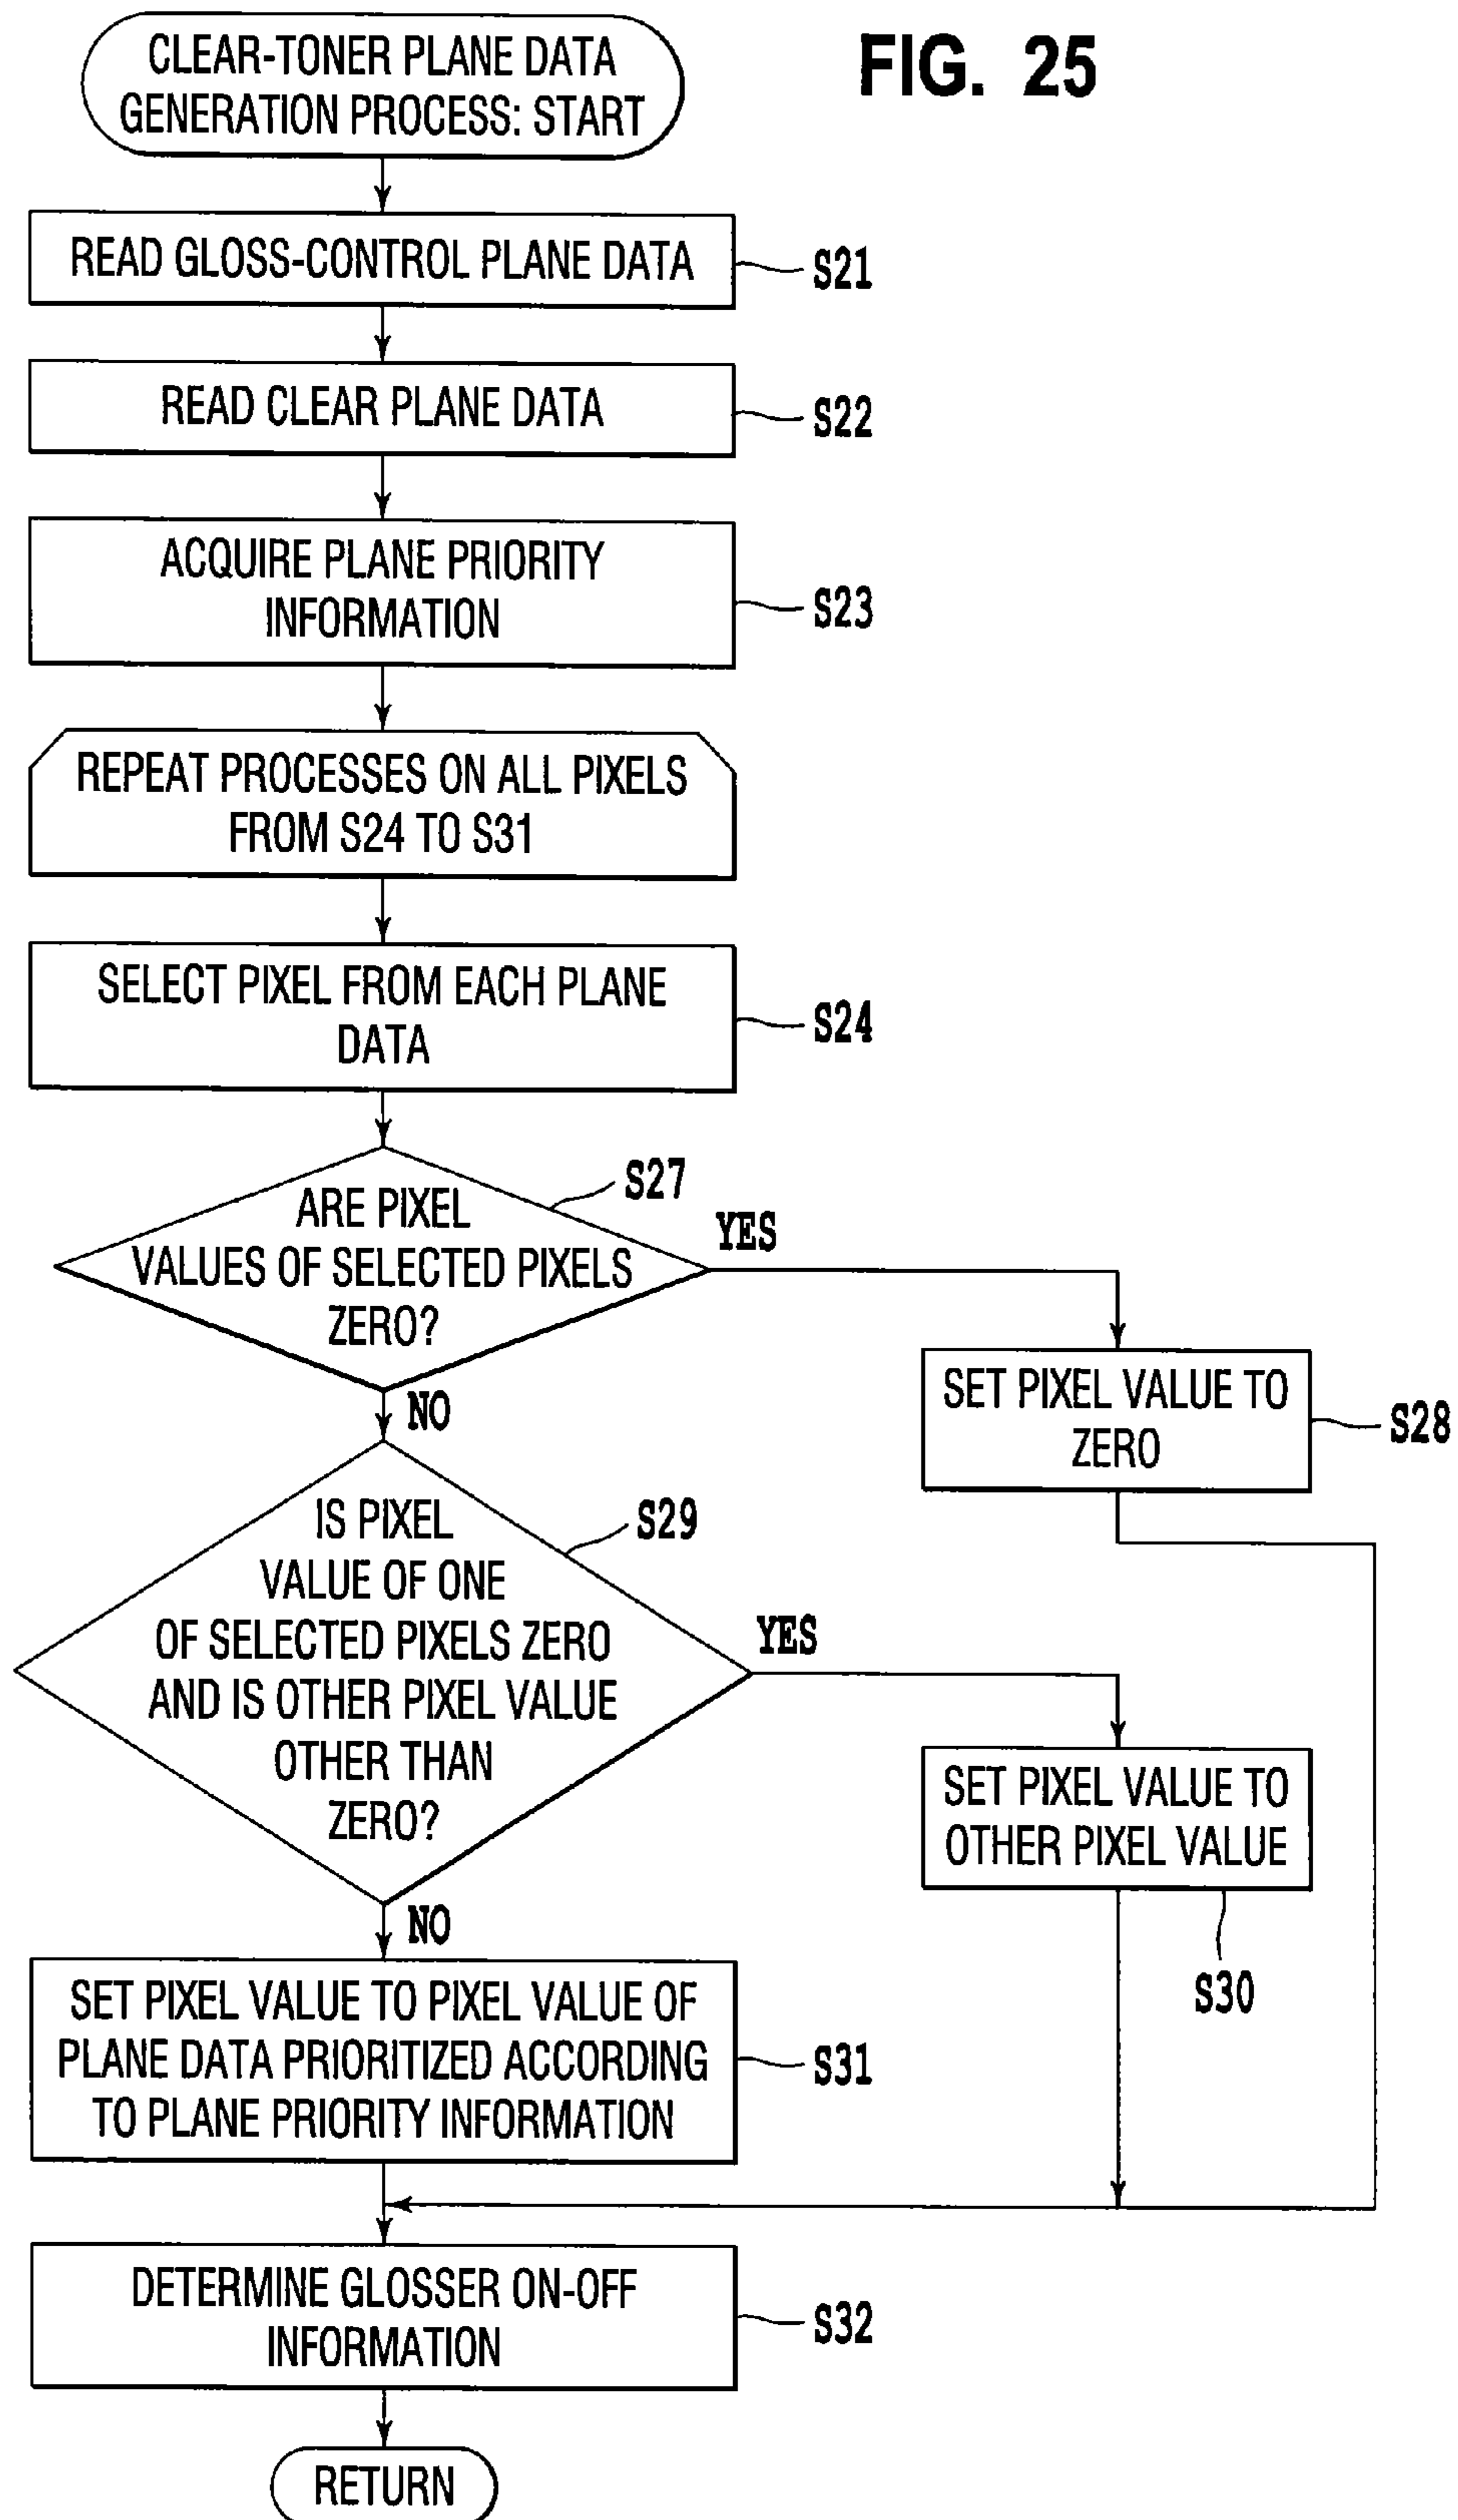 FIG. 25
CLEAR-TONER PLANE DATA
GENERATION PROCESS: START
READ GLOSS-CONTROL PLANE DATA
S21
READ CLEAR PLANE DATA
S22
ACQUIRE PLANE PRIORITY
INFORMATION
S23
REPEAT PROCESSES ON ALL PIXELS
FROM S24 TO S31
SELECT PIXEL FROM EACH PLANE
DATA
S24
ARE PIXEL
VALUES OF SELECTED PIXELS
ZERO?
S27
YES
NO
SET PIXEL VALUE TO
ZERO
S28
IS PIXEL
VALUE OF ONE
OF SELECTED PIXELS ZERO
AND IS OTHER PIXEL VALUE
OTHER THAN
ZERO?
S29
YES
NO
SET PIXEL VALUE TO
OTHER PIXEL VALUE
S30
SET PIXEL VALUE TO PIXEL VALUE OF
PLANE DATA PRIORITIZED ACCORDING
TO PLANE PRIORITY INFORMATION
S31
DETERMINE GLOSSER ON-OFF
INFORMATION
S32
RETURN